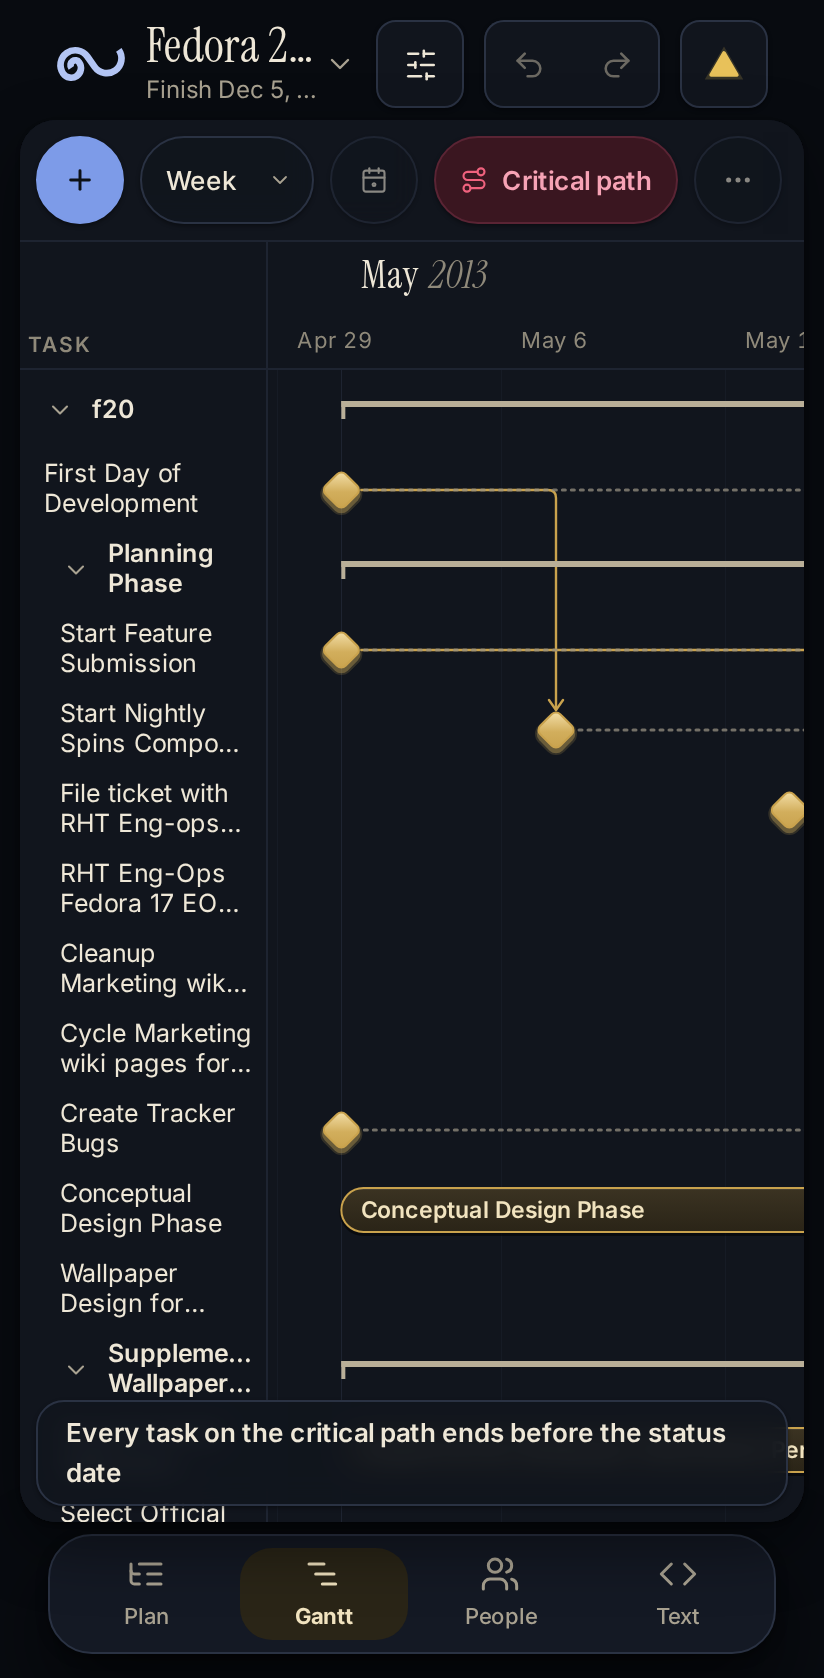 Fedora 2...
Finish Dec 5, ...
Week
Critical path
May 2013
TASK
Apr 29
May 6
May 1
f20
First Day of
Development
Planning
Phase
Start Feature
Submission
Start Nightly
Spins Compo...
File ticket with
RHT Eng-ops...
RHT Eng-Ops
Fedora 17 EO...
Cleanup
Marketing wik...
Cycle Marketing
wiki pages for...
Create Tracker
Bugs
Conceptual
Design Phase
Conceptual Design Phase
Wallpaper
Design for...
Suppleme...
Wallpaper...
Every task on the critical path ends before the status
date
Select Official
Plan
Gantt
People
Text